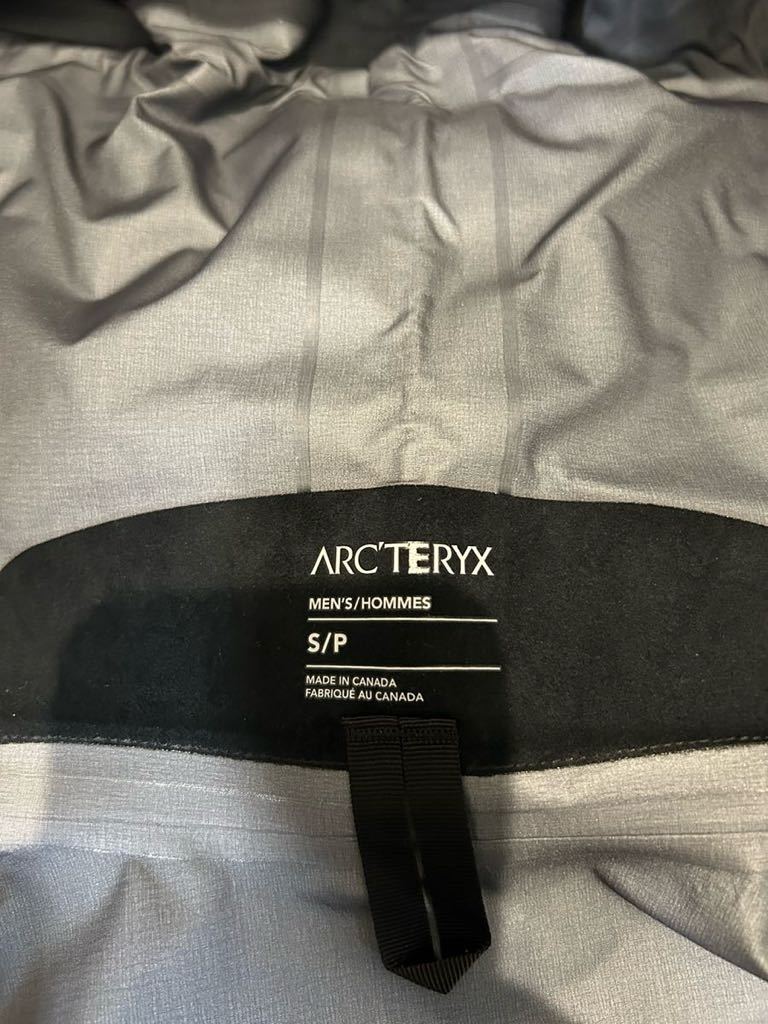 ARC'TERYX
MEN'S/HOMMES
S/P
MADE IN CANADA
FABRIQUÉ AU CANADA